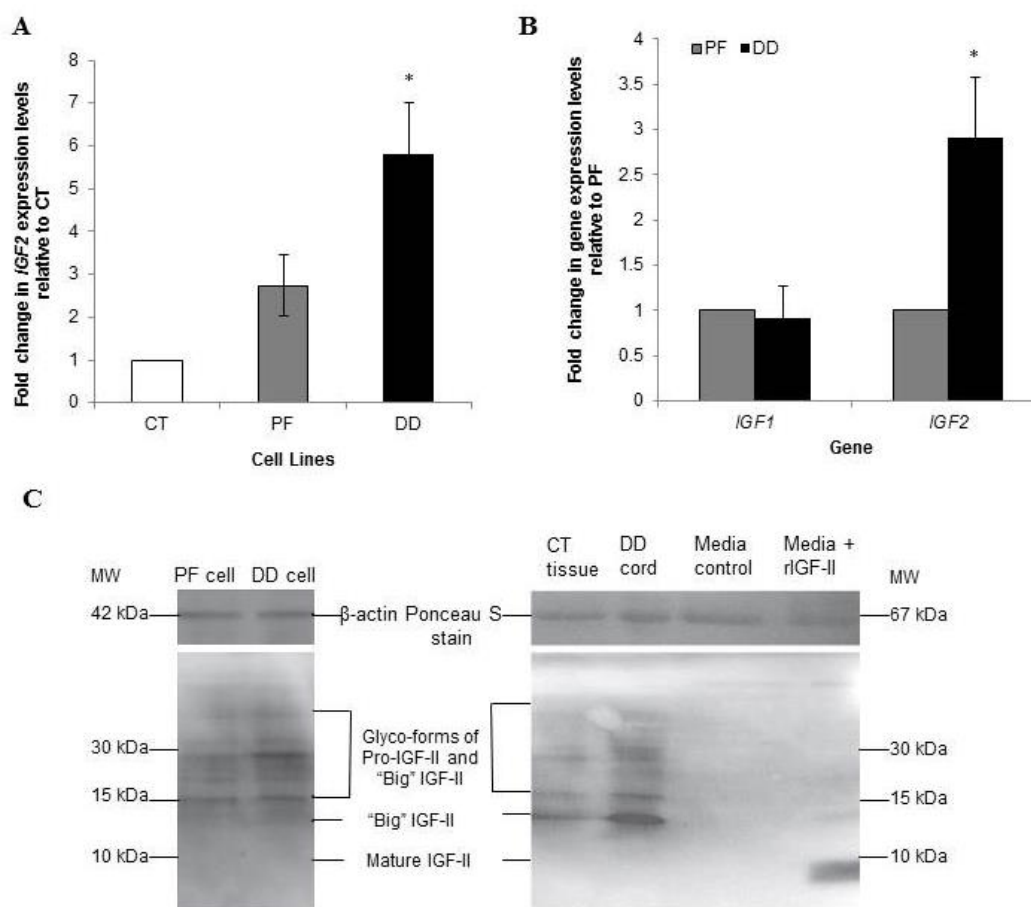 A
Fold change in IGF2 expression levels
relative to CT
8
7
6
5
4
3
2
1
0
*
CT PF DD
Cell Lines
B
Fold change in gene expression levels
relative to PF
4
3.5
3
2.5
2
1.5
1
0.5
0
PF DD
*
IGF1 IGF2
Gene
C
MW
PF cell DD cell
CT
tissue
DD
cord
Media
control
Media +
rIGF-II
MW
42 kDa
β-actin Ponceau S
stain
67 kDa
Glyco-forms of
Pro-IGF-II and
"Big" IGF-II
30 kDa
30 kDa
15 kDa
15 kDa
"Big" IGF-II
10 kDa
Mature IGF-II
10 kDa